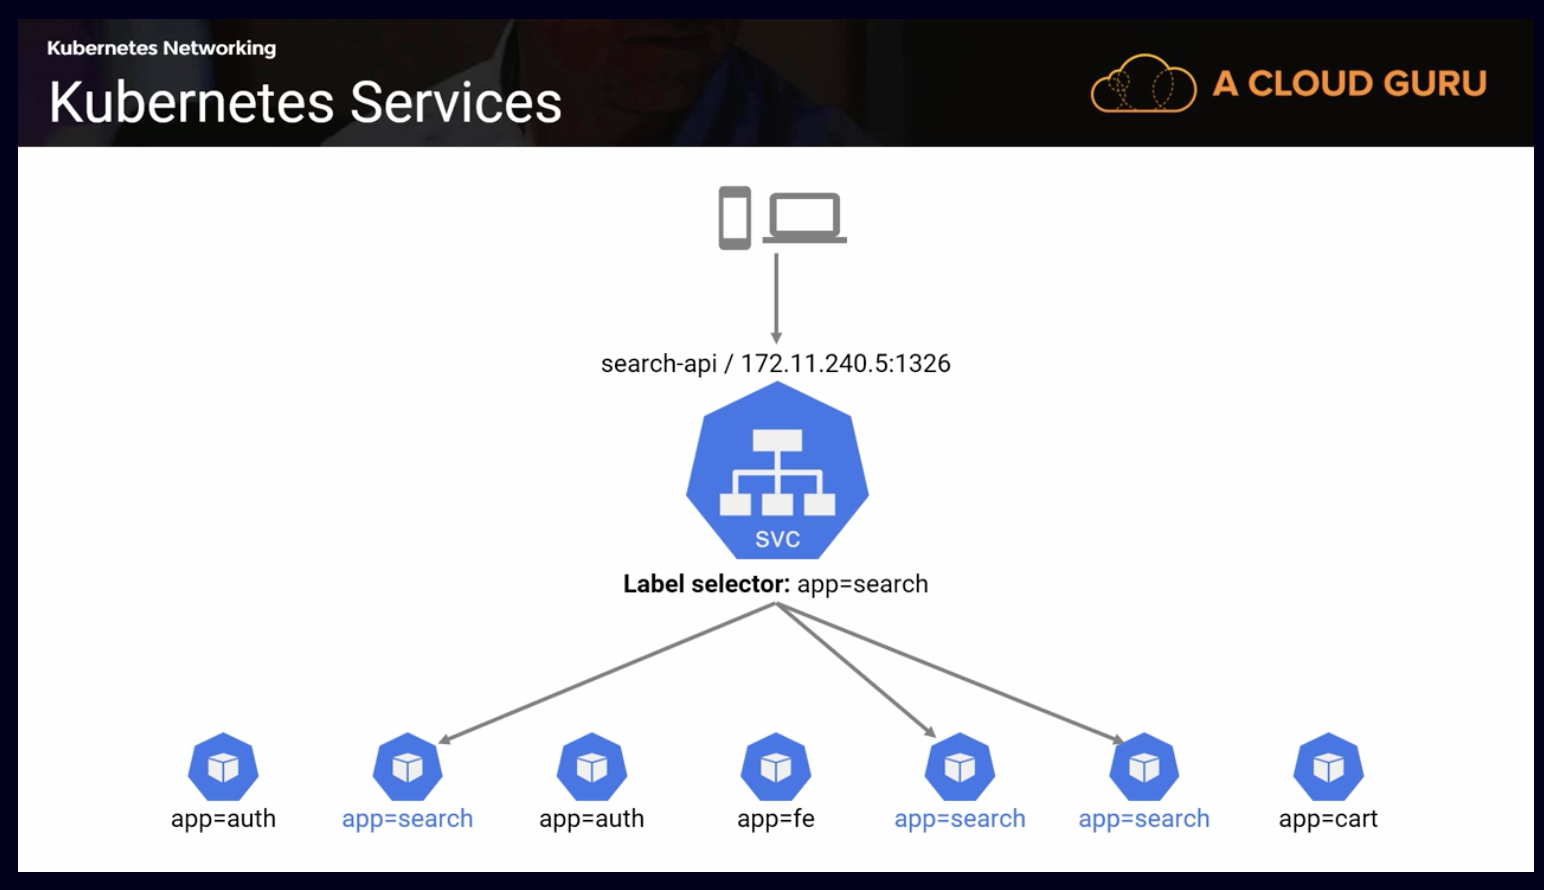 Kubernetes Networking
Kubernetes Services
A CLOUD GURU
search-api / 172.11.240.5:1326
SVC
Label selector: app=search
app=auth
app=search
app=auth
app=fe
app=search
app=search
app=cart